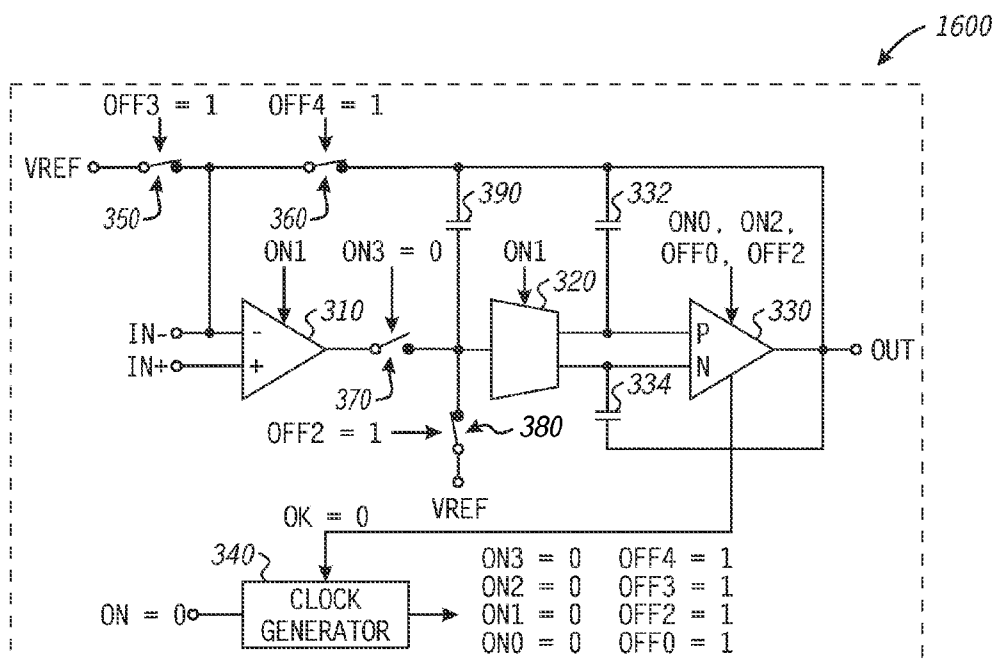 1600
OFF3 = 1 OFF4 = 1
VREF
350
360
390
332
ON0, ON2,
OFF0, OFF2
ON1 ON3 = 0 ON1
310
320
330
IN-
IN+
-
+
P
N
OUT
370
334
OFF2 = 1
380
VREF
OK = 0
340
ON = 0
CLOCK
GENERATOR
ON3 = 0 OFF4 = 1
ON2 = 0 OFF3 = 1
ON1 = 0 OFF2 = 1
ON0 = 0 OFF0 = 1